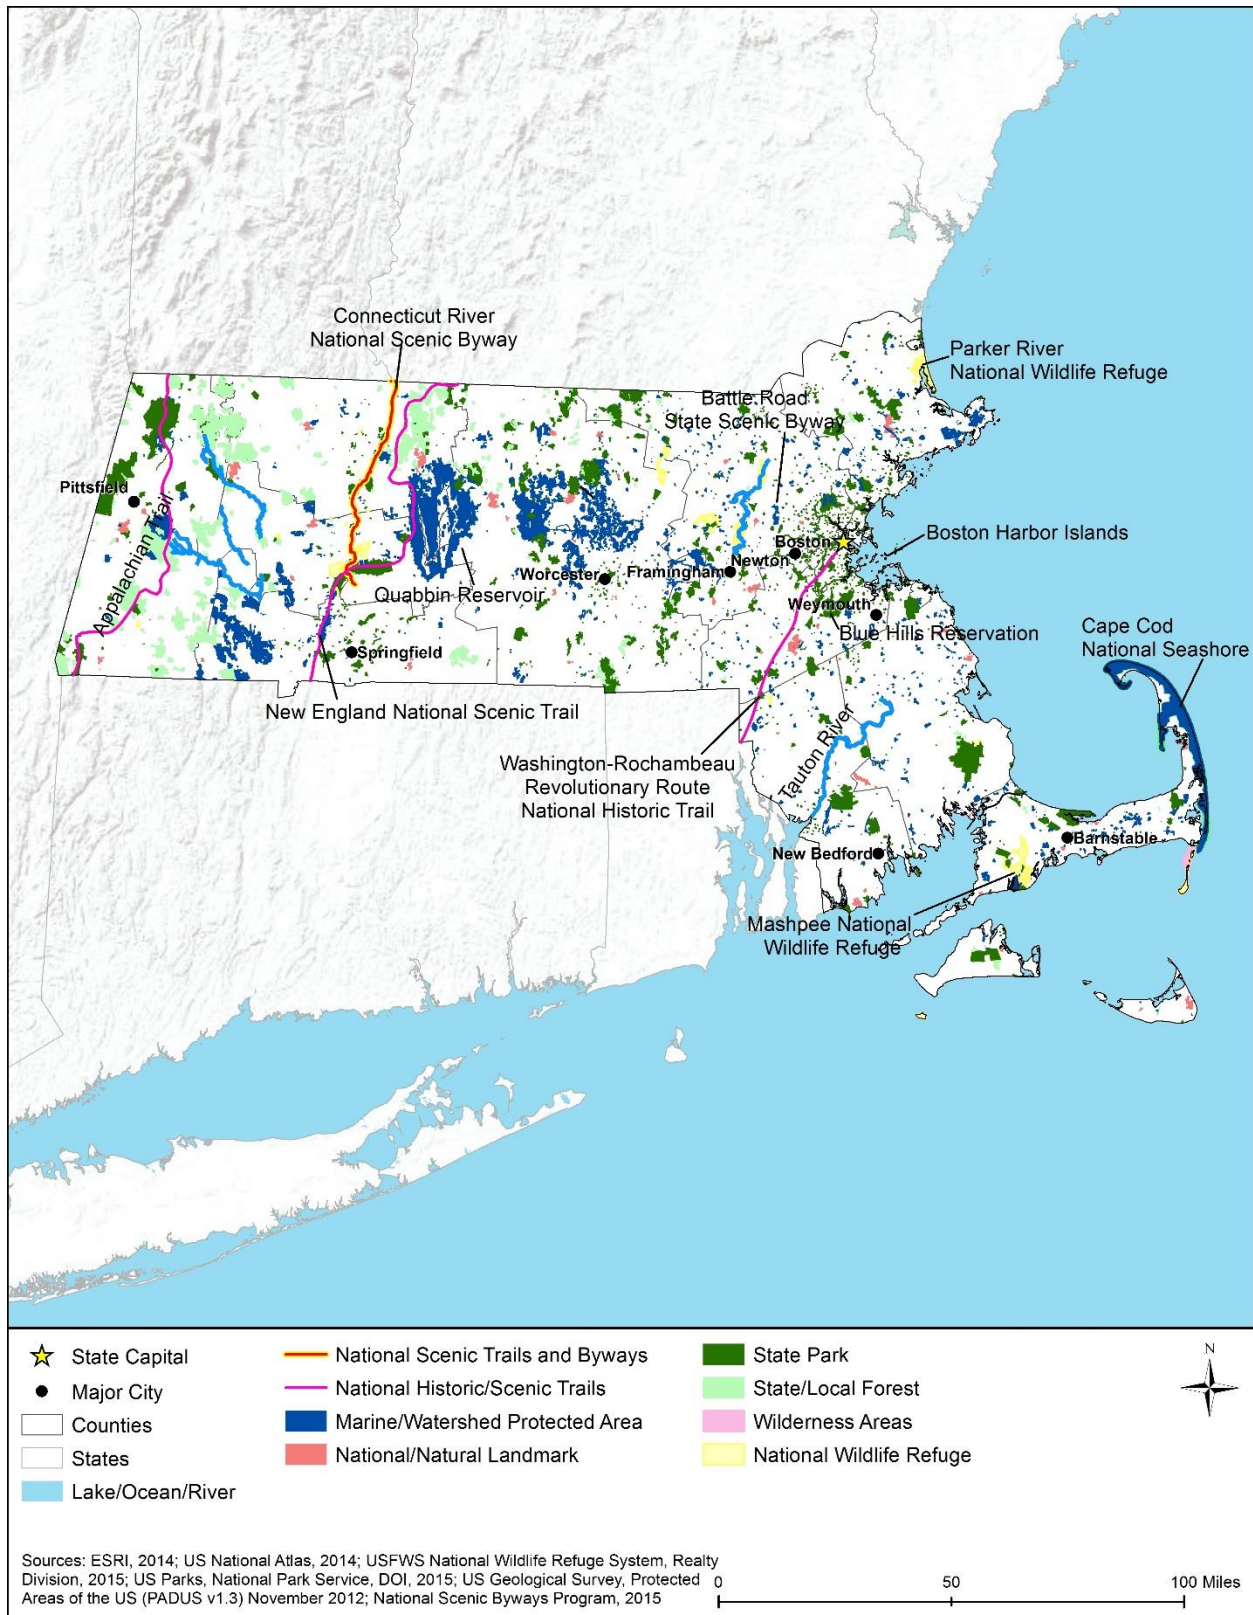 Connecticut River
National Scenic Byway
Parker River
National Wildlife Refuge
Battle Road
State Scenic Byway
Pittsfield
Appalachian Trail
Boston
Boston Harbor Islands
Newton
Worcester
Framingham
Quabbin Reservoir
Weymouth
Blue Hills Reservation
Cape Cod
National Seashore
Springfield
New England National Scenic Trail
Tauton River
Washington-Rochambeau
Revolutionary Route
National Historic Trail
New Bedford
Barnstable
Mashpee National
Wildlife Refuge
State Capital
Major City
Counties
States
Lake/Ocean/River
National Scenic Trails and Byways
National Historic/Scenic Trails
Marine/Watershed Protected Area
National/Natural Landmark
State Park
State/Local Forest
Wilderness Areas
National Wildlife Refuge
N
Sources: ESRI, 2014; US National Atlas, 2014; USFWS National Wildlife Refuge System, Realty
Division, 2015; US Parks, National Park Service, DOI, 2015; US Geological Survey, Protected
Areas of the US (PADUS v1.3) November 2012; National Scenic Byways Program, 2015
0 50 100 Miles